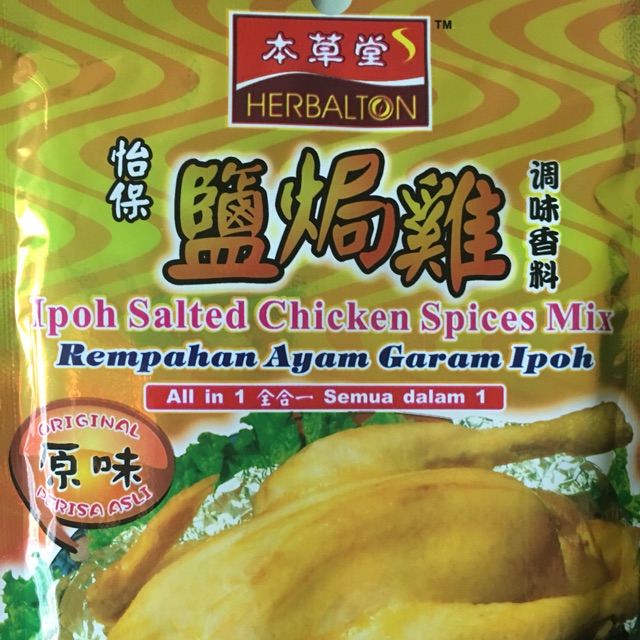 本草堂
TM
HERBALTON
怡保
鹽焗雞
调味香料
Ipoh Salted Chicken Spices Mix
Rempahan Ayam Garam Ipoh
All in 1 全合一 Semua dalam 1
ORIGINAL
原味
PERISA ASLI